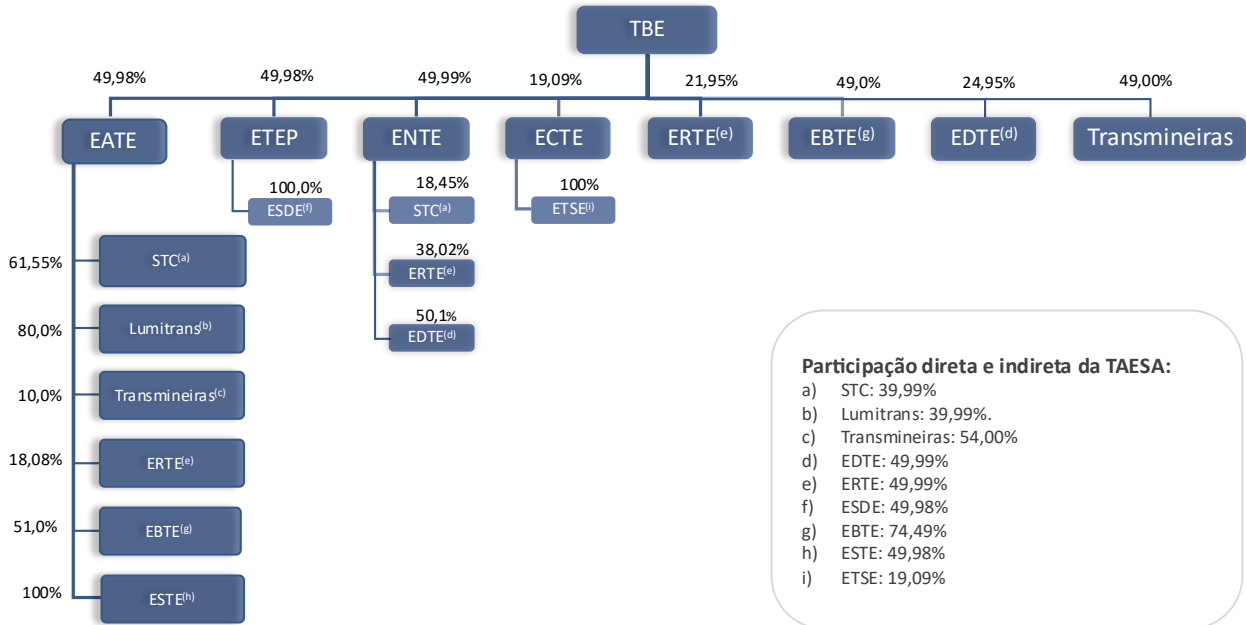 TBE
49,98%
49,98%
49,99%
19,09%
21,95%
49,0%
24,95%
49,00%
EATE
ETEP
ENTE
ECTE
ERTE(e)
EBTE(g)
EDTE(d)
Transmineiras
100,0%
ESDE(f)
18,45%
STC(a)
100%
ETSE(i)
38,02%
ERTE(e)
50,1%
EDTE(d)
61,55%
STC(a)
80,0%
Lumitrans(b)
10,0%
Transmineiras(c)
18,08%
ERTE(e)
51,0%
EBTE(g)
100%
ESTE(h)
Participação direta e indireta da TAESA:
a) STC: 39,99%
b) Lumitrans: 39,99%.
c) Transmineiras: 54,00%
d) EDTE: 49,99%
e) ERTE: 49,99%
f) ESDE: 49,98%
g) EBTE: 74,49%
h) ESTE: 49,98%
i) ETSE: 19,09%